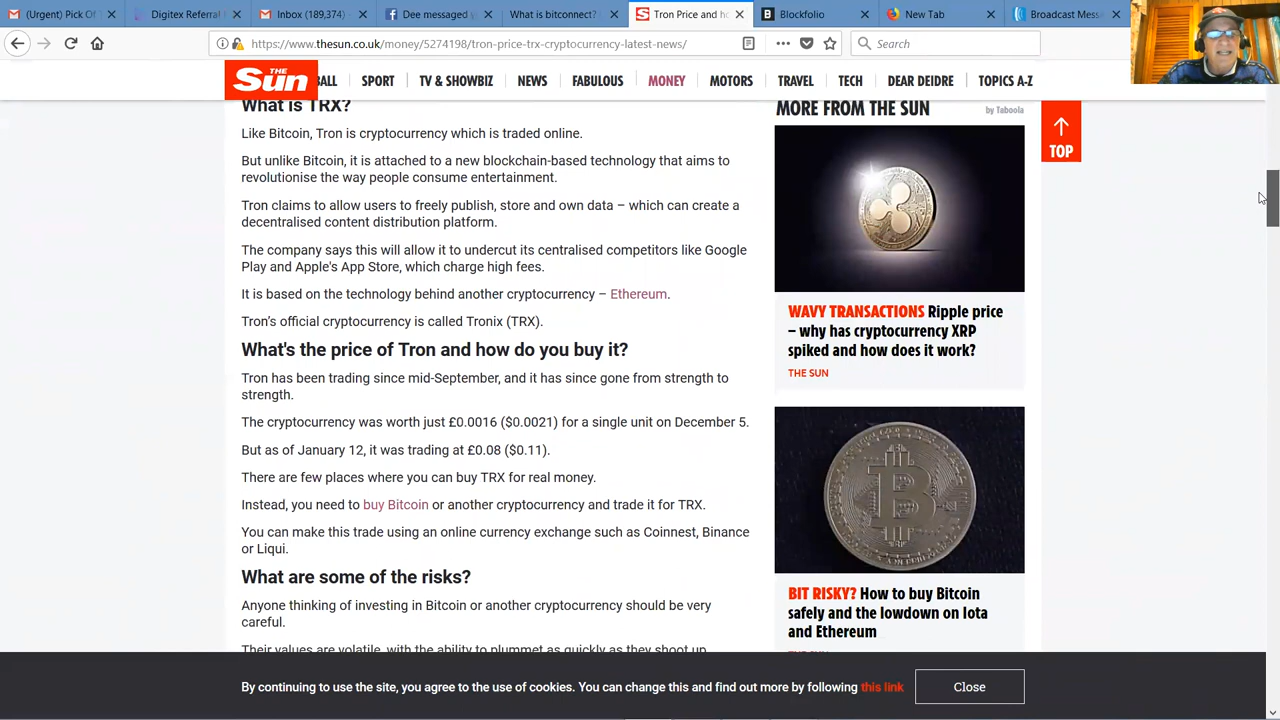 (Urgent) Pick Of T
Digitex Referral
Inbox (189,374)
Dee messaged
What is bitconnect?
Tron Price and h
Blockfolio
New Tab
Broadcast Mess
Search
THE Sun
SPORT
TV & SHOWBIZ
NEWS
FABULOUS
MONEY
MOTORS
TRAVEL
TECH
DEAR DEIDRE
TOPICS A-Z
What is TRX?
Like Bitcoin, Tron is cryptocurrency which is traded online.
But unlike Bitcoin, it is attached to a new blockchain-based technology that aims to
revolutionise the way people consume entertainment.
Tron claims to allow users to freely publish, store and own data – which can create a
decentralised content distribution platform.
The company says this will allow it to undercut its centralised competitors like Google
Play and Apple's App Store, which charge high fees.
It is based on the technology behind another cryptocurrency – Ethereum.
Tron's official cryptocurrency is called Tronix (TRX).
What's the price of Tron and how do you buy it?
Tron has been trading since mid-September, and it has since gone from strength to
strength.
The cryptocurrency was worth just £0.0016 ($0.0021) for a single unit on December 5.
But as of January 12, it was trading at £0.08 ($0.11).
There are few places where you can buy TRX for real money.
Instead, you need to buy Bitcoin or another cryptocurrency and trade it for TRX.
You can make this trade using an online currency exchange such as Coinnest, Binance
or Liqui.
What are some of the risks?
Anyone thinking of investing in Bitcoin or another cryptocurrency should be very
careful.
Their values are volatile, with the ability to plummet as quickly as they shoot up.
MORE FROM THE SUN
by Taboola
TOP
WAVY TRANSACTIONS Ripple price
– why has cryptocurrency XRP
spiked and how does it work?
THE SUN
BIT RISKY? How to buy Bitcoin
safely and the lowdown on Iota
and Ethereum
By continuing to use the site, you agree to the use of cookies. You can change this and find out more by following this link
Close